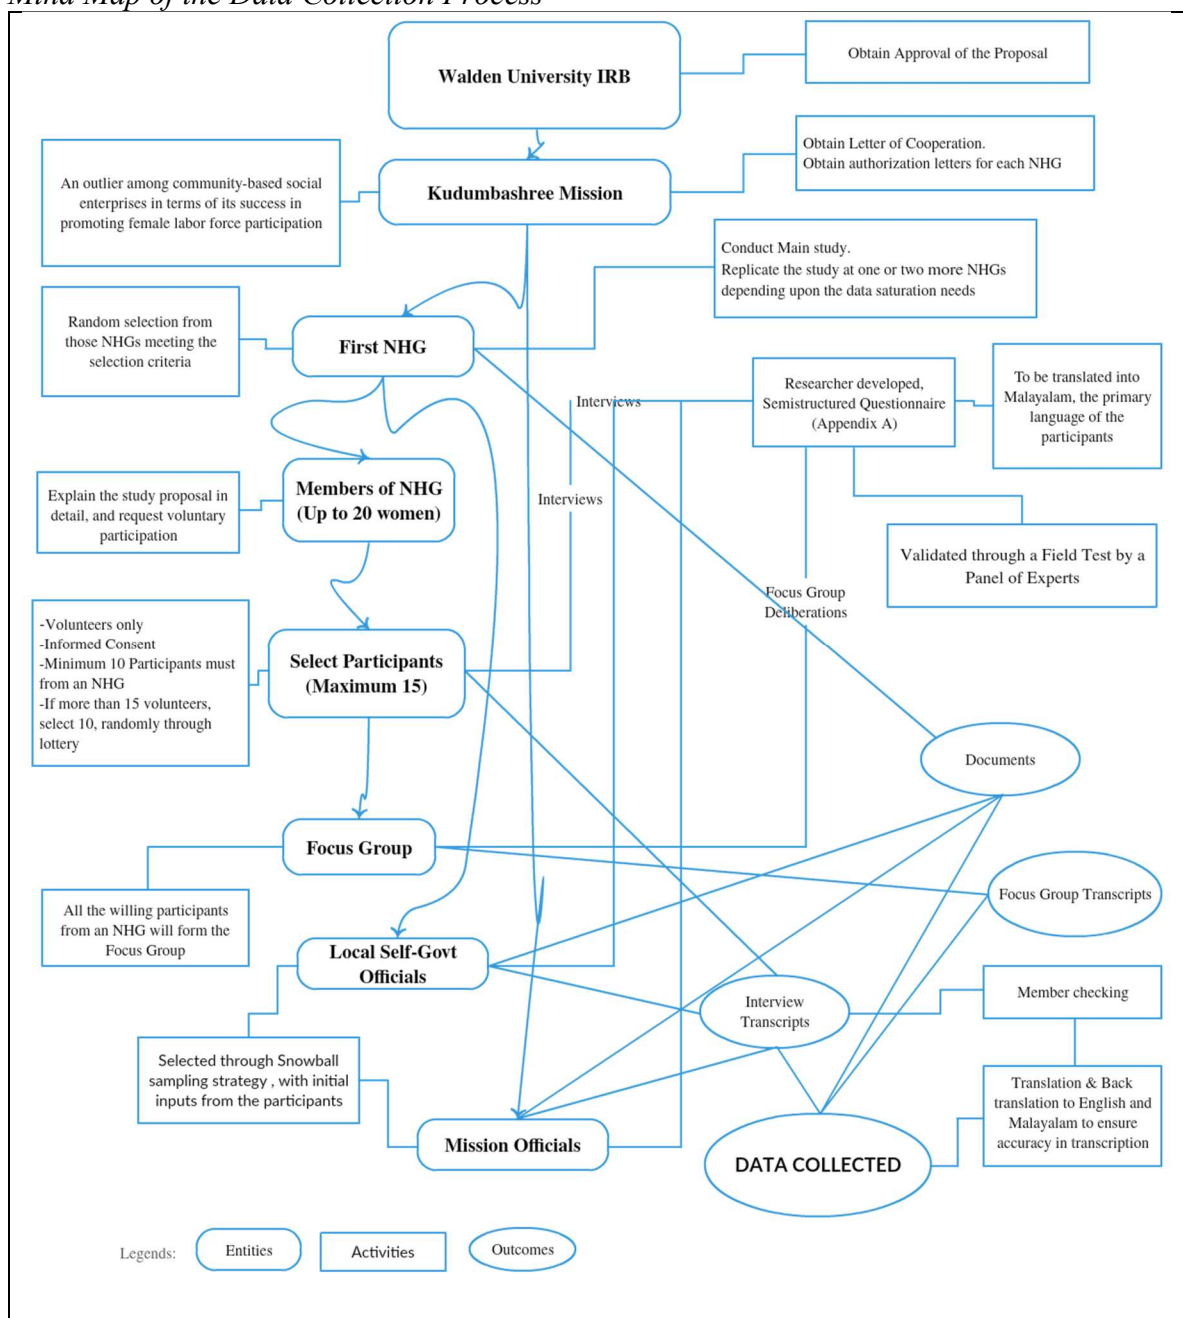 Mind Map of the Data Collection Process
Walden University IRB
Obtain Approval of the Proposal
Obtain Letter of Cooperation.
Obtain authorization letters for each NHG
Kudumbashree Mission
An outlier among community-based social
enterprises in terms of its success in
promoting female labor force participation
Conduct Main study.
Replicate the study at one or two more NHGs
depending upon the data saturation needs
Random selection from
those NHGs meeting the
selection criteria
First NHG
Researcher developed,
Semistructured Questionnaire
(Appendix A)
To be translated into
Malayalam, the primary
language of the
participants
Interviews
Members of NHG
(Up to 20 women)
Interviews
Explain the study proposal in
detail, and request voluntary
participation
Validated through a Field Test by a
Panel of Experts
Focus Group
Deliberations
-Volunteers only
-Informed Consent
-Minimum 10 Participants must
from an NHG
-If more than 15 volunteers,
select 10, randomly through
lottery
Select Participants
(Maximum 15)
Documents
Focus Group
Focus Group Transcripts
All the willing participants
from an NHG will form the
Focus Group
Local Self-Govt
Officials
Interview
Transcripts
Member checking
Selected through Snowball
sampling strategy , with initial
inputs from the participants
Translation & Back
translation to English and
Malayalam to ensure
accuracy in transcription
Mission Officials
DATA COLLECTED
Legends:
Entities
Activities
Outcomes